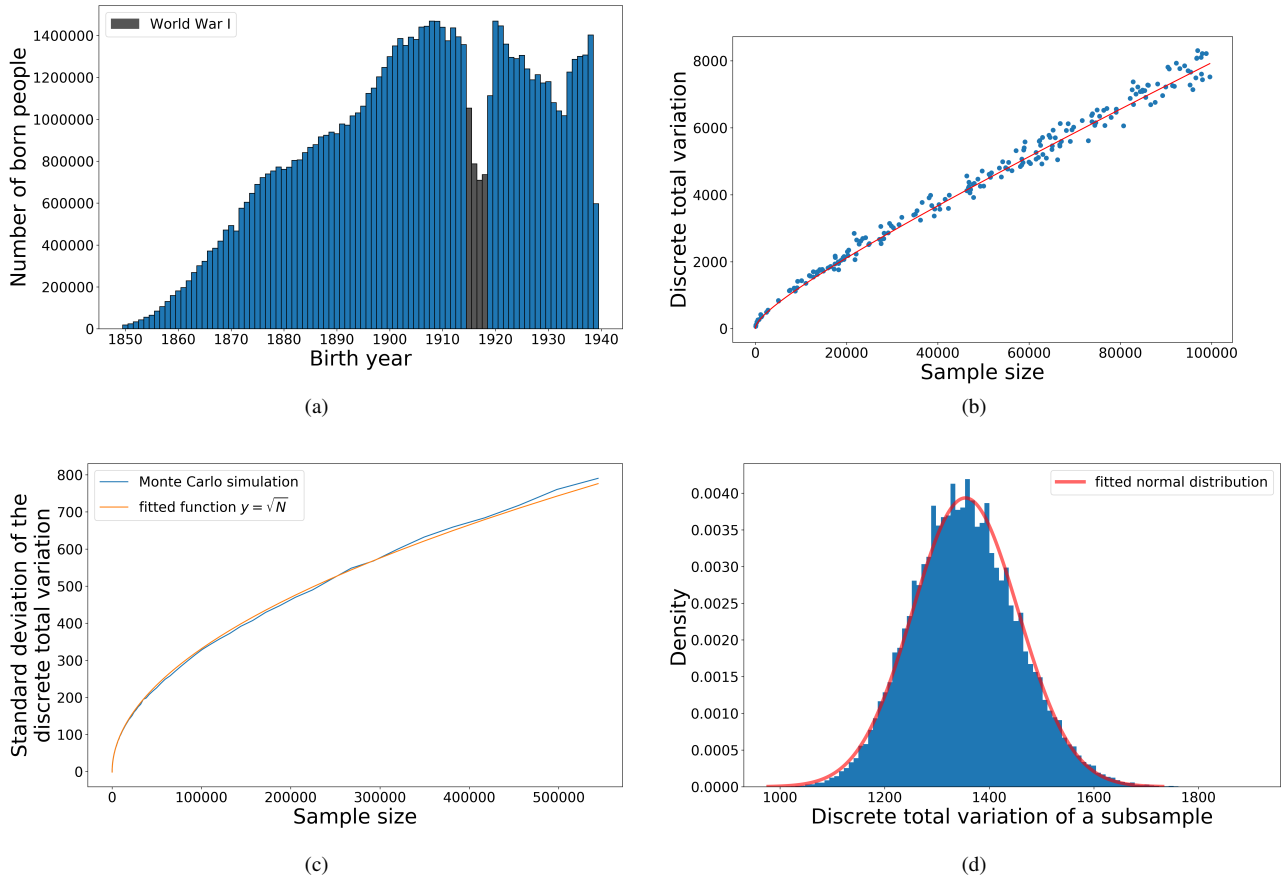 World War I
1400000
1200000
1000000
800000
600000
400000
200000
0
Number of born people
1850 1860 1870 1880 1890 1900 1910 1920 1930 1940
Birth year
(a)
8000
6000
4000
2000
0
Discrete total variation
0 20000 40000 60000 80000 100000
Sample size
(b)
Monte Carlo simulation
fitted function y = √N
800
700
600
500
400
300
200
100
0
Standard deviation of the
discrete total variation
0 100000 200000 300000 400000 500000
Sample size
(c)
fitted normal distribution
0.0040
0.0035
0.0030
0.0025
0.0020
0.0015
0.0010
0.0005
0.0000
Density
1000 1200 1400 1600 1800
Discrete total variation of a subsample
(d)